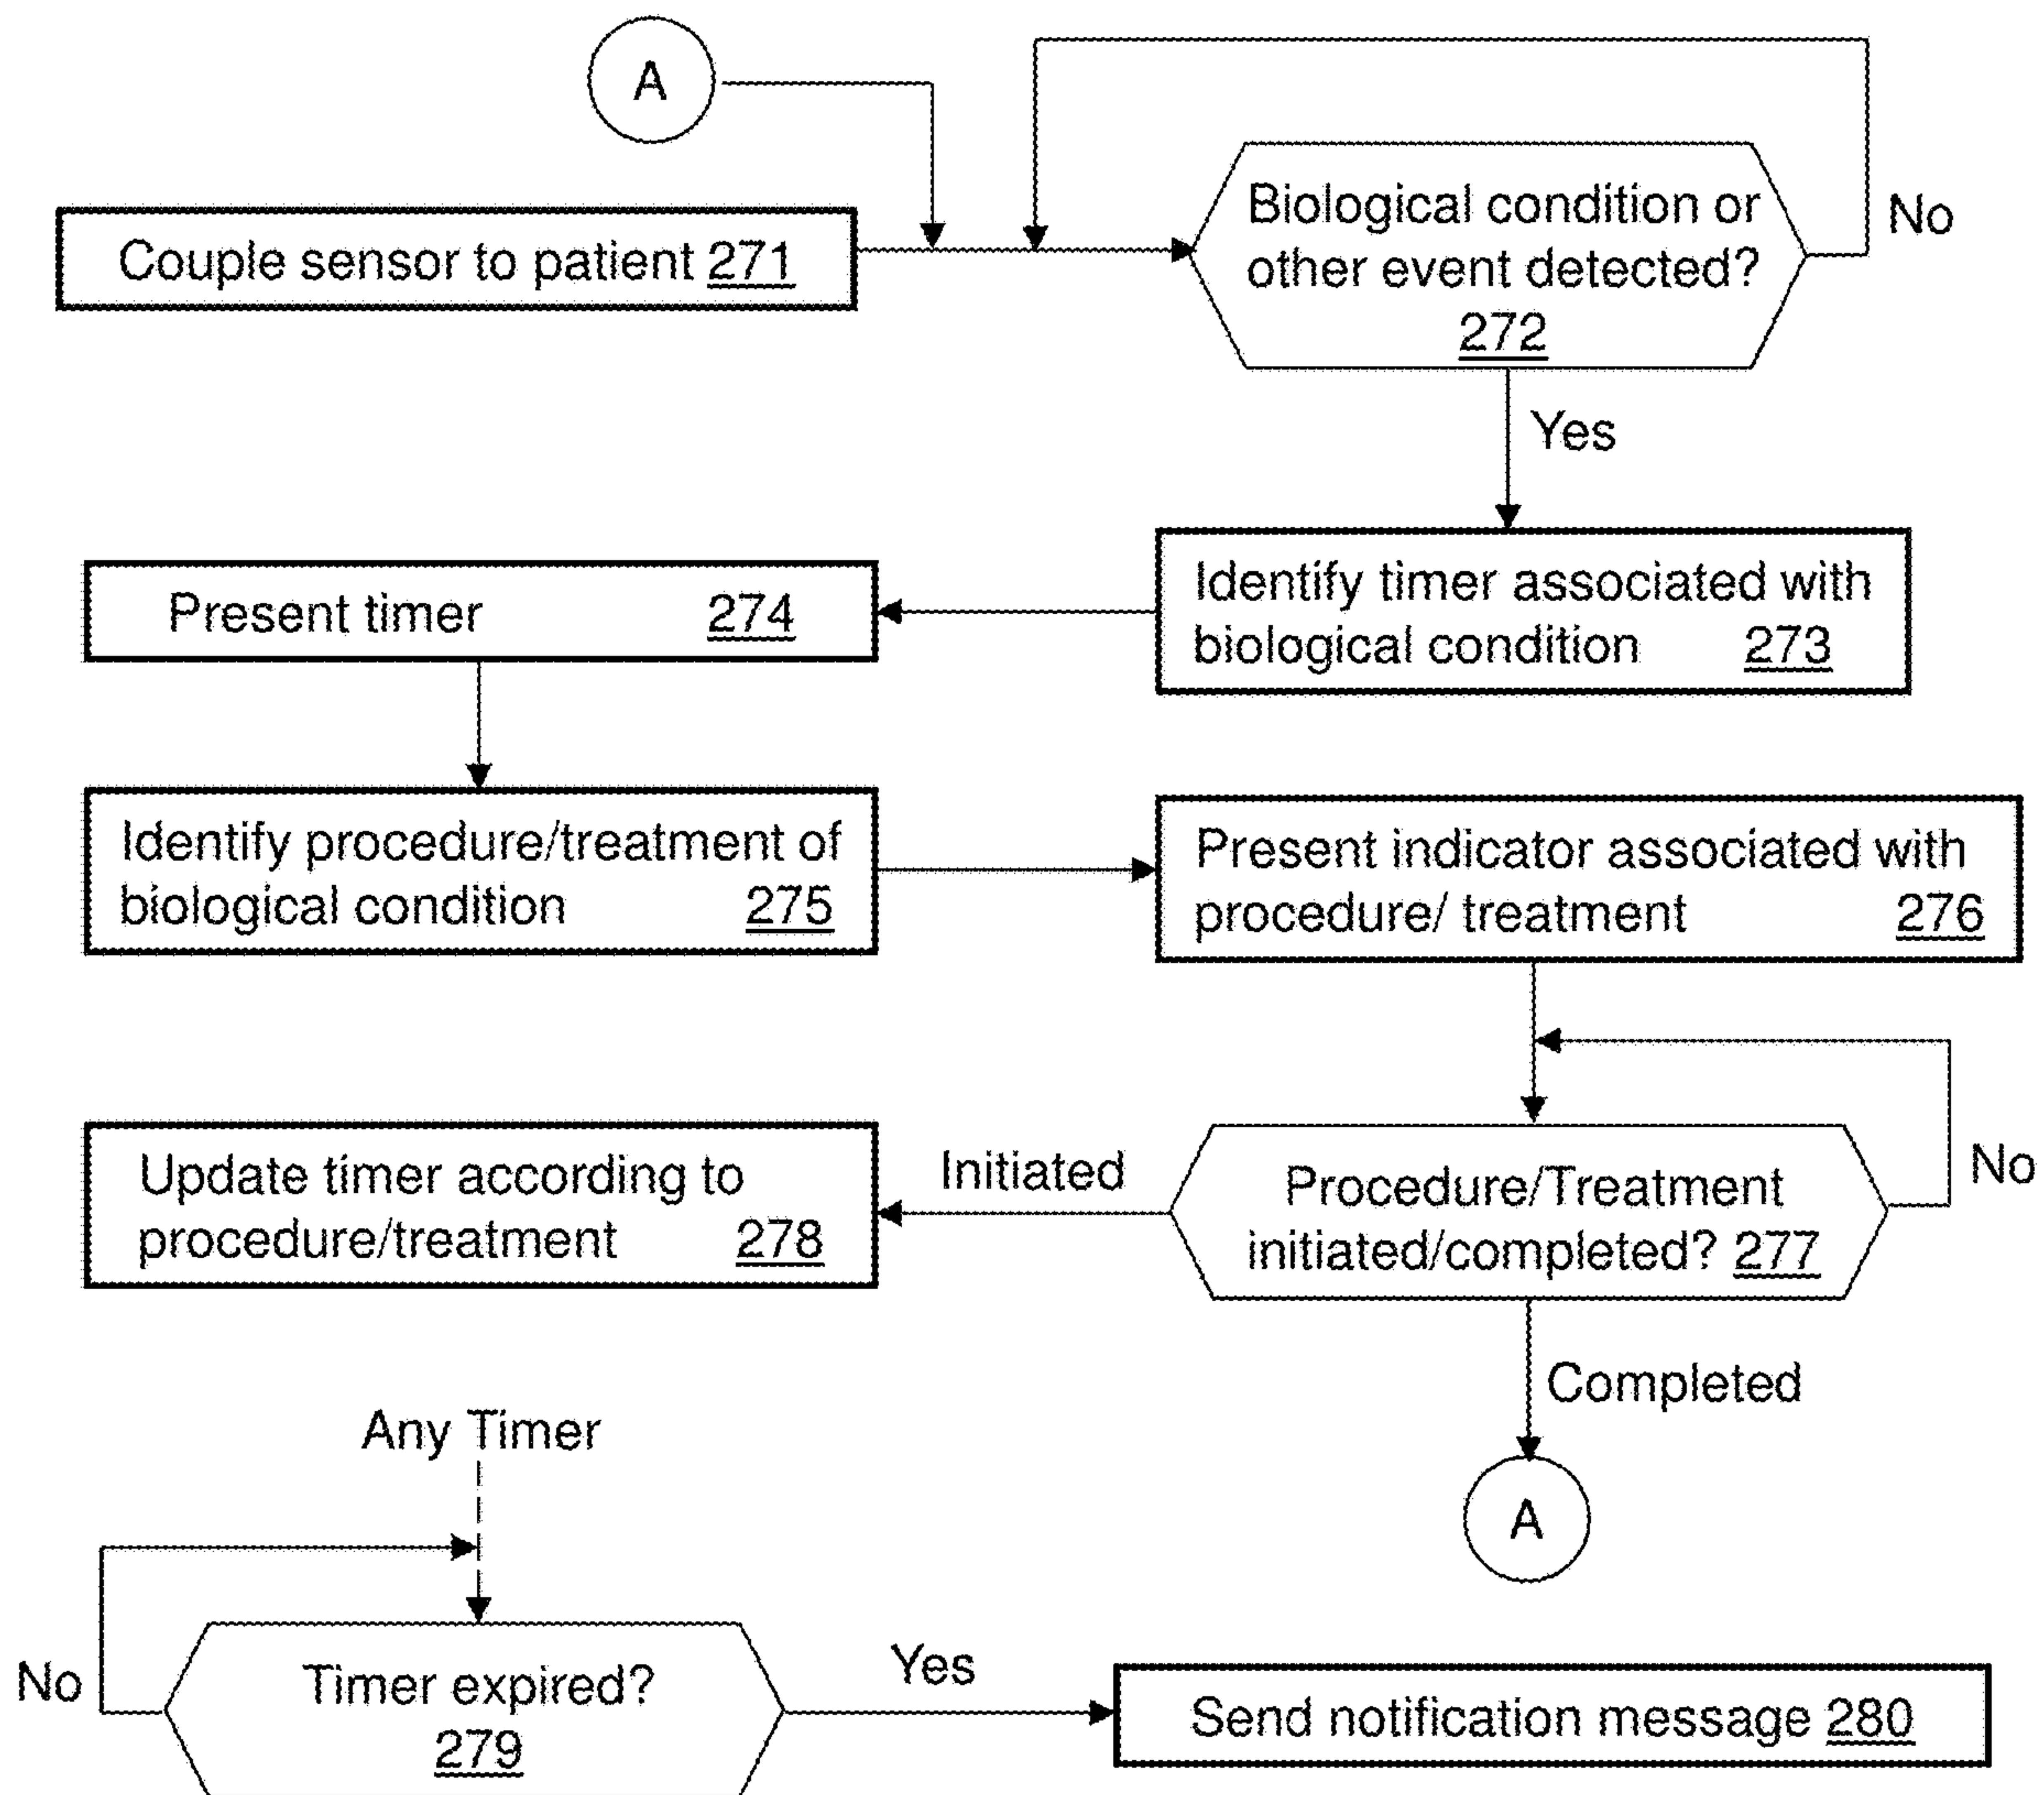 A
Couple sensor to patient 271
Biological condition or
other event detected?
272
No
Yes
Identify timer associated with
biological condition 273
Present timer 274
Identify procedure/treatment of
biological condition 275
Present indicator associated with
procedure/ treatment 276
Procedure/Treatment
initiated/completed? 277
No
Initiated
Update timer according to
procedure/treatment 278
Completed
A
Any Timer
Timer expired?
279
No
Yes
Send notification message 280